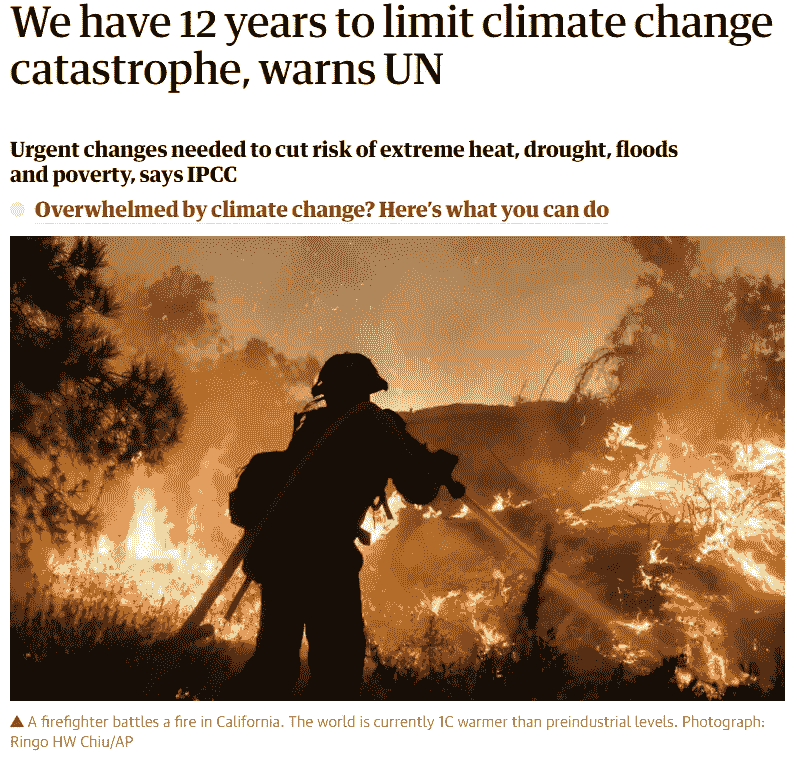 We have 12 years to limit climate change
catastrophe, warns UN
Urgent changes needed to cut risk of extreme heat, drought, floods
and poverty, says IPCC
Overwhelmed by climate change? Here’s what you can do
A firefighter battles a fire in California. The world is currently 1C warmer than preindustrial levels. Photograph:
Ringo HW Chiu/AP